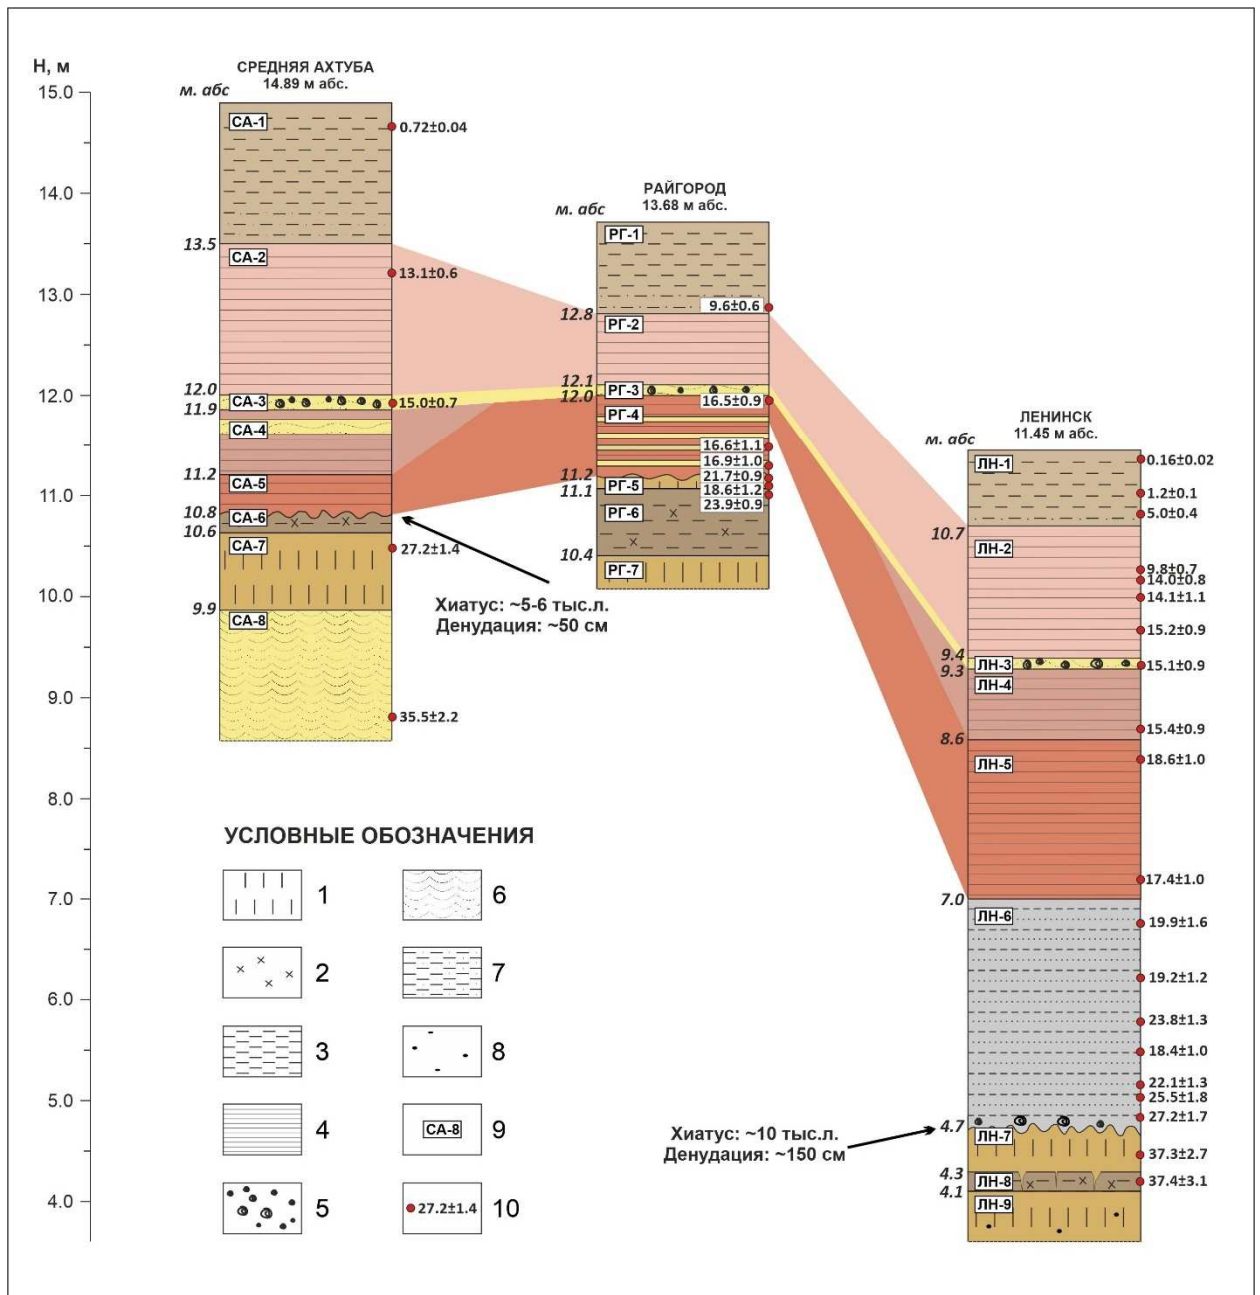 Н, м
15.0
14.0
13.0
12.0
11.0
10.0
9.0
8.0
7.0
6.0
5.0
4.0
СРЕДНЯЯ АХТУБА
14.89 м абс.
м. абс
СА-1
0.72±0.04
13.5
СА-2
13.1±0.6
12.0
СА-3
15.0±0.7
11.9
СА-4
11.2
СА-5
10.8
СА-6
10.6
СА-7
27.2±1.4
9.9
СА-8
35.5±2.2
Хиатус: ~5-6 тыс.л.
Денудация: ~50 см
РАЙГОРОД
13.68 м абс.
м. абс
РГ-1
9.6±0.6
12.8
РГ-2
12.1
РГ-3
12.0
16.5±0.9
РГ-4
16.6±1.1
16.9±1.0
11.2
21.7±0.9
РГ-5
18.6±1.2
11.1
23.9±0.9
РГ-6
10.4
РГ-7
ЛЕНИНСК
11.45 м абс.
м. абс
ЛН-1
0.16±0.02
1.2±0.1
5.0±0.4
10.7
ЛН-2
9.8±0.7
14.0±0.8
14.1±1.1
15.2±0.9
9.4
ЛН-3
15.1±0.9
9.3
ЛН-4
15.4±0.9
8.6
ЛН-5
18.6±1.0
17.4±1.0
7.0
ЛН-6
19.9±1.6
19.2±1.2
23.8±1.3
18.4±1.0
22.1±1.3
25.5±1.8
27.2±1.7
4.7
ЛН-7
37.3±2.7
4.3
ЛН-8
37.4±3.1
4.1
ЛН-9
Хиатус: ~10 тыс.л.
Денудация: ~150 см
УСЛОВНЫЕ ОБОЗНАЧЕНИЯ
1
2
3
4
5
6
7
8
СА-8
9
27.2±1.4
10